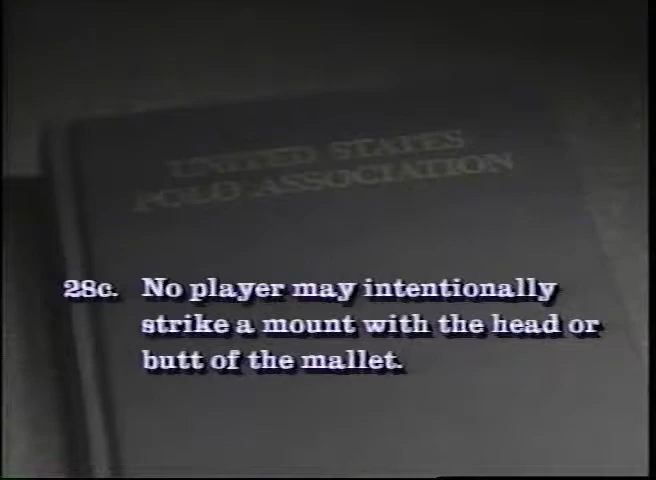 UNITED STATES
POLO ASSOCIATION
28c. No player may intentionally
strike a mount with the head or
butt of the mallet.